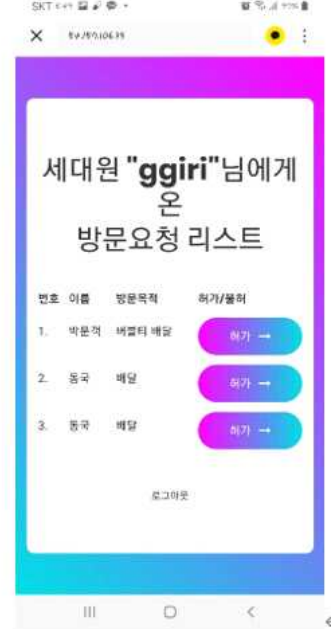 SKT
세대원 "ggiri"님에게
온
방문요청 리스트
번호 이름 방문목적 허가/불허
1. 박문객 버블티 배달 허가 →
2. 동국 배달 허가 →
3. 동국 배달 허가 →
로그아웃